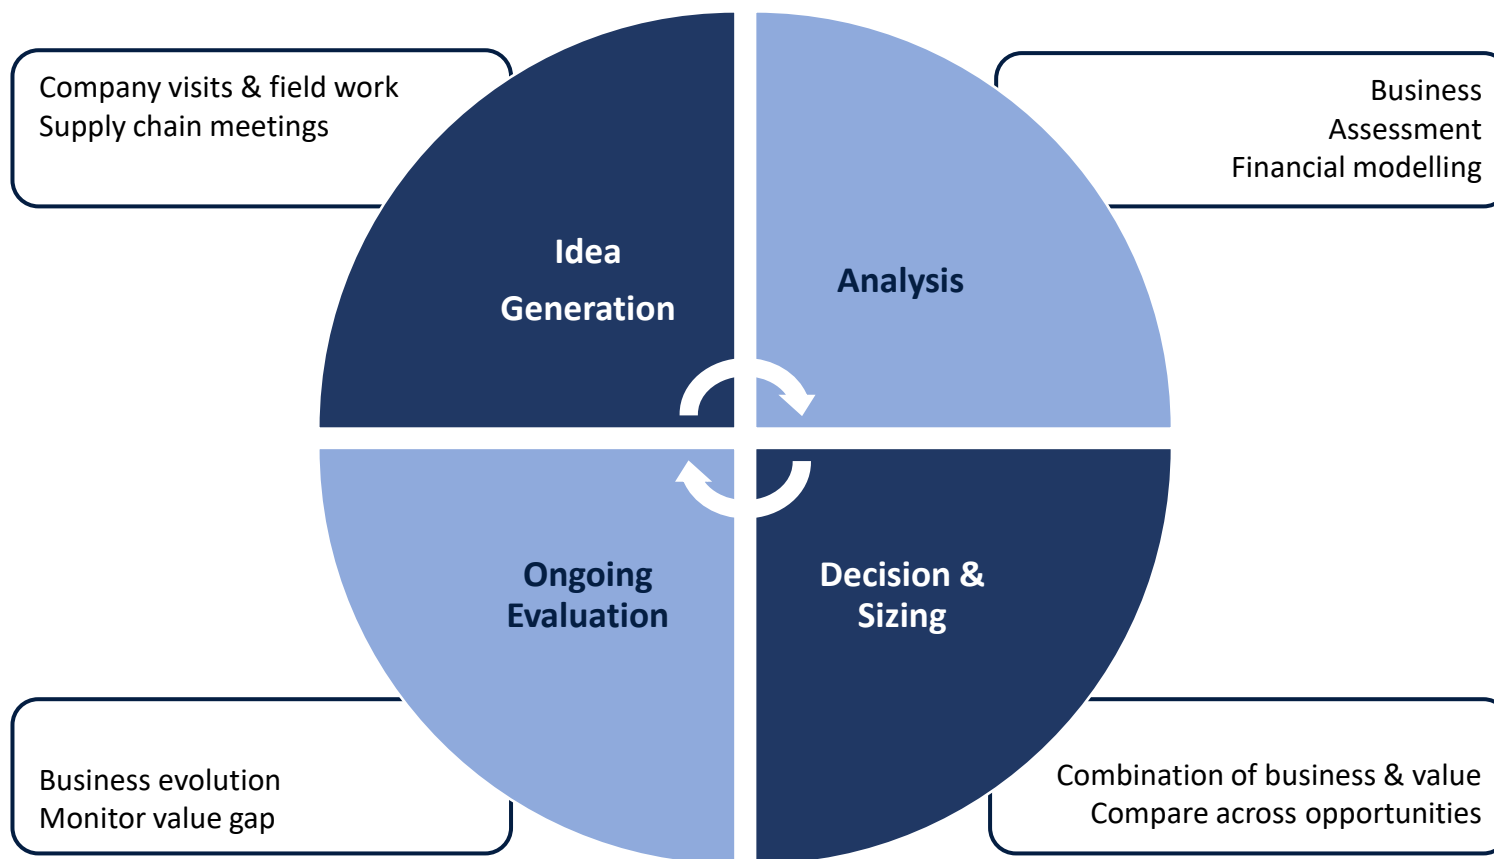 Company visits & field work
Supply chain meetings
Business
Assessment
Financial modelling
Idea
Generation
Analysis
Ongoing
Evaluation
Decision &
Sizing
Business evolution
Monitor value gap
Combination of business & value
Compare across opportunities